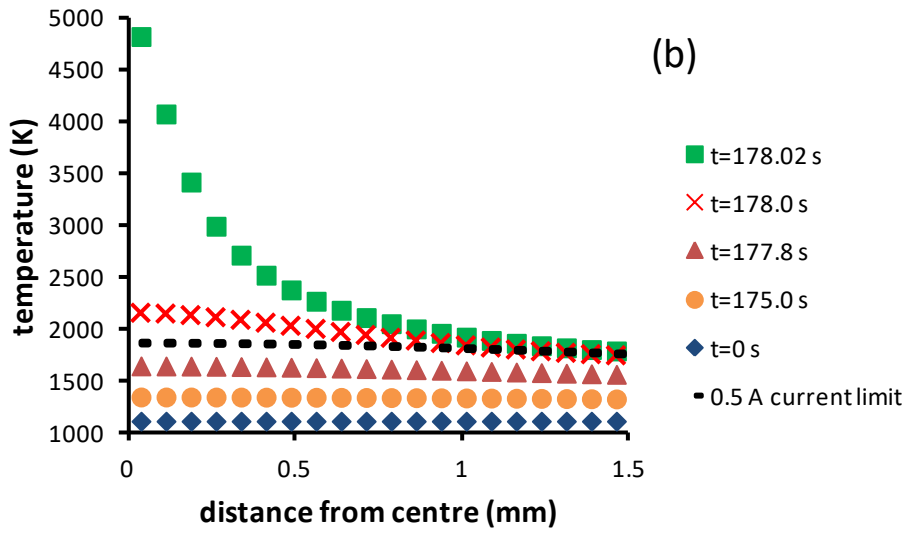 5000
4500
4000
3500
3000
2500
2000
1500
1000
temperature (K)
0
0.5
1
1.5
distance from centre (mm)
(b)
t=178.02 s
t=178.0 s
t=177.8 s
t=175.0 s
t=0 s
0.5 A current limit